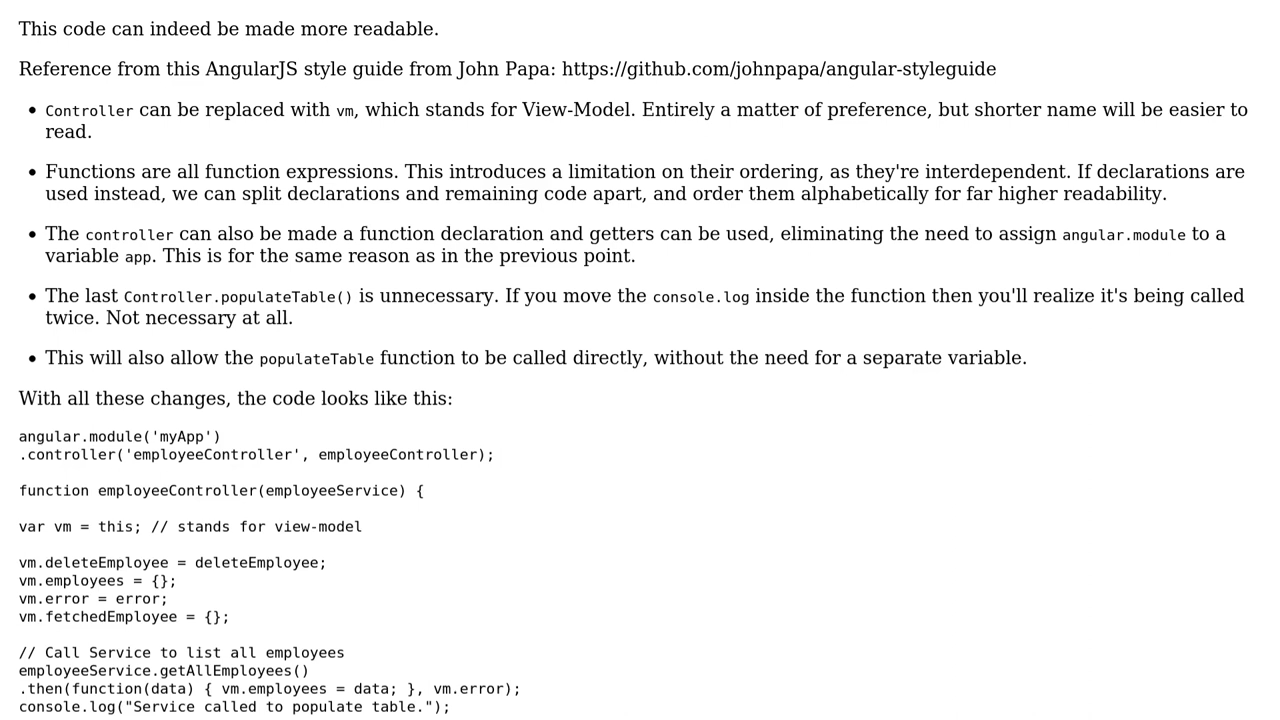 This code can indeed be made more readable.
Reference from this AngularJS style guide from John Papa: https://github.com/johnpapa/angular-styleguide
• Controller can be replaced with vm, which stands for View-Model. Entirely a matter of preference, but shorter name will be easier to
read.
• Functions are all function expressions. This introduces a limitation on their ordering, as they're interdependent. If declarations are
used instead, we can split declarations and remaining code apart, and order them alphabetically for far higher readability.
• The controller can also be made a function declaration and getters can be used, eliminating the need to assign angular.module to a
variable app. This is for the same reason as in the previous point.
• The last Controller.populateTable() is unnecessary. If you move the console.log inside the function then you'll realize it's being called
twice. Not necessary at all.
• This will also allow the populateTable function to be called directly, without the need for a separate variable.
With all these changes, the code looks like this:
angular.module('myApp')
.controller('employeeController', employeeController);
function employeeController(employeeService) {
var vm = this; // stands for view-model
vm.deleteEmployee = deleteEmployee;
vm.employees = {};
vm.error = error;
vm.fetchedEmployee = {};
// Call Service to list all employees
employeeService.getAllEmployees()
.then(function(data) { vm.employees = data; }, vm.error);
console.log("Service called to populate table.");